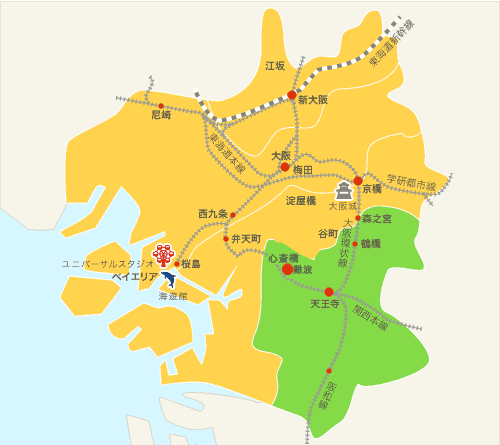 東海道新幹線
江坂
新大阪
尼崎
東海道本線
大阪
梅田
学研都市線
京橋
大阪城
淀屋橋
西九条
森之宮
谷町
大阪環状線
弁天町
鶴橋
心斎橋
ユニバーサルスタジオ
桜島
難波
ベイエリア
海遊館
天王寺
関西本線
阪和線